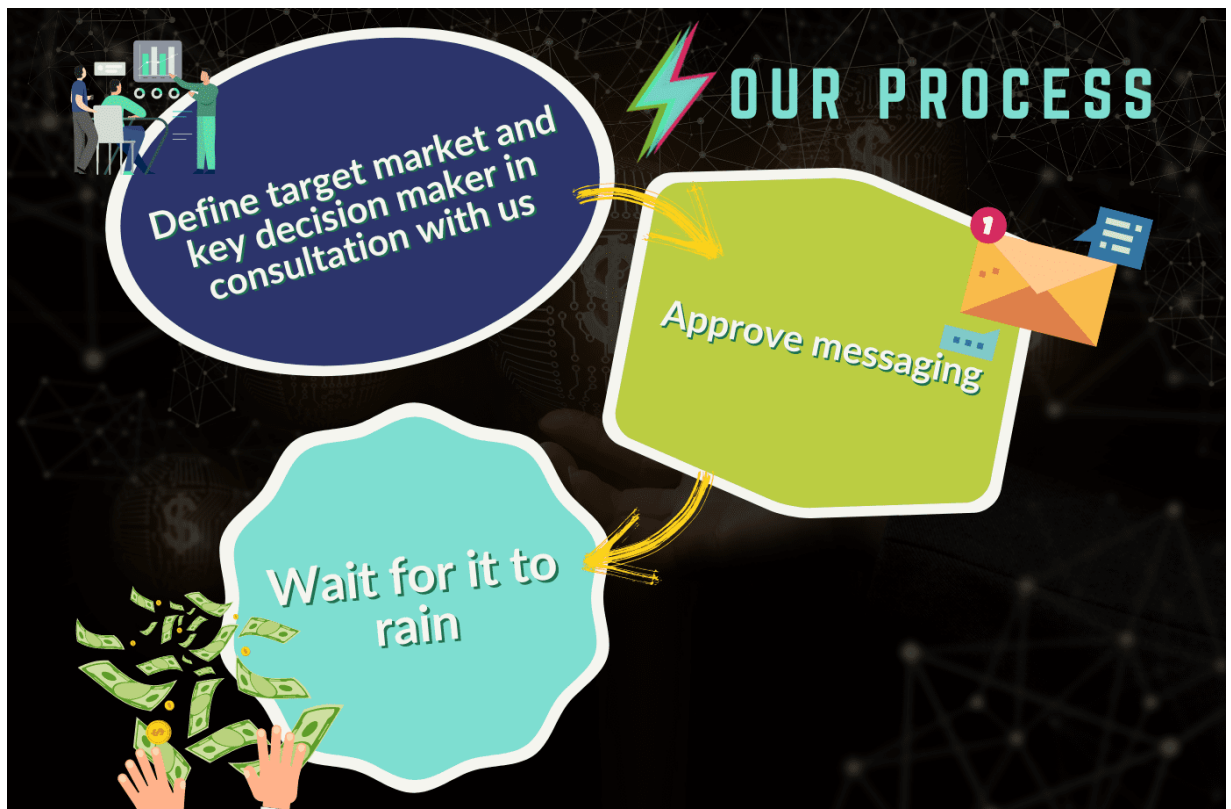 OUR PROCESS
Define target market and
key decision maker in
consultation with us
1
Approve messaging
Wait for it to
rain